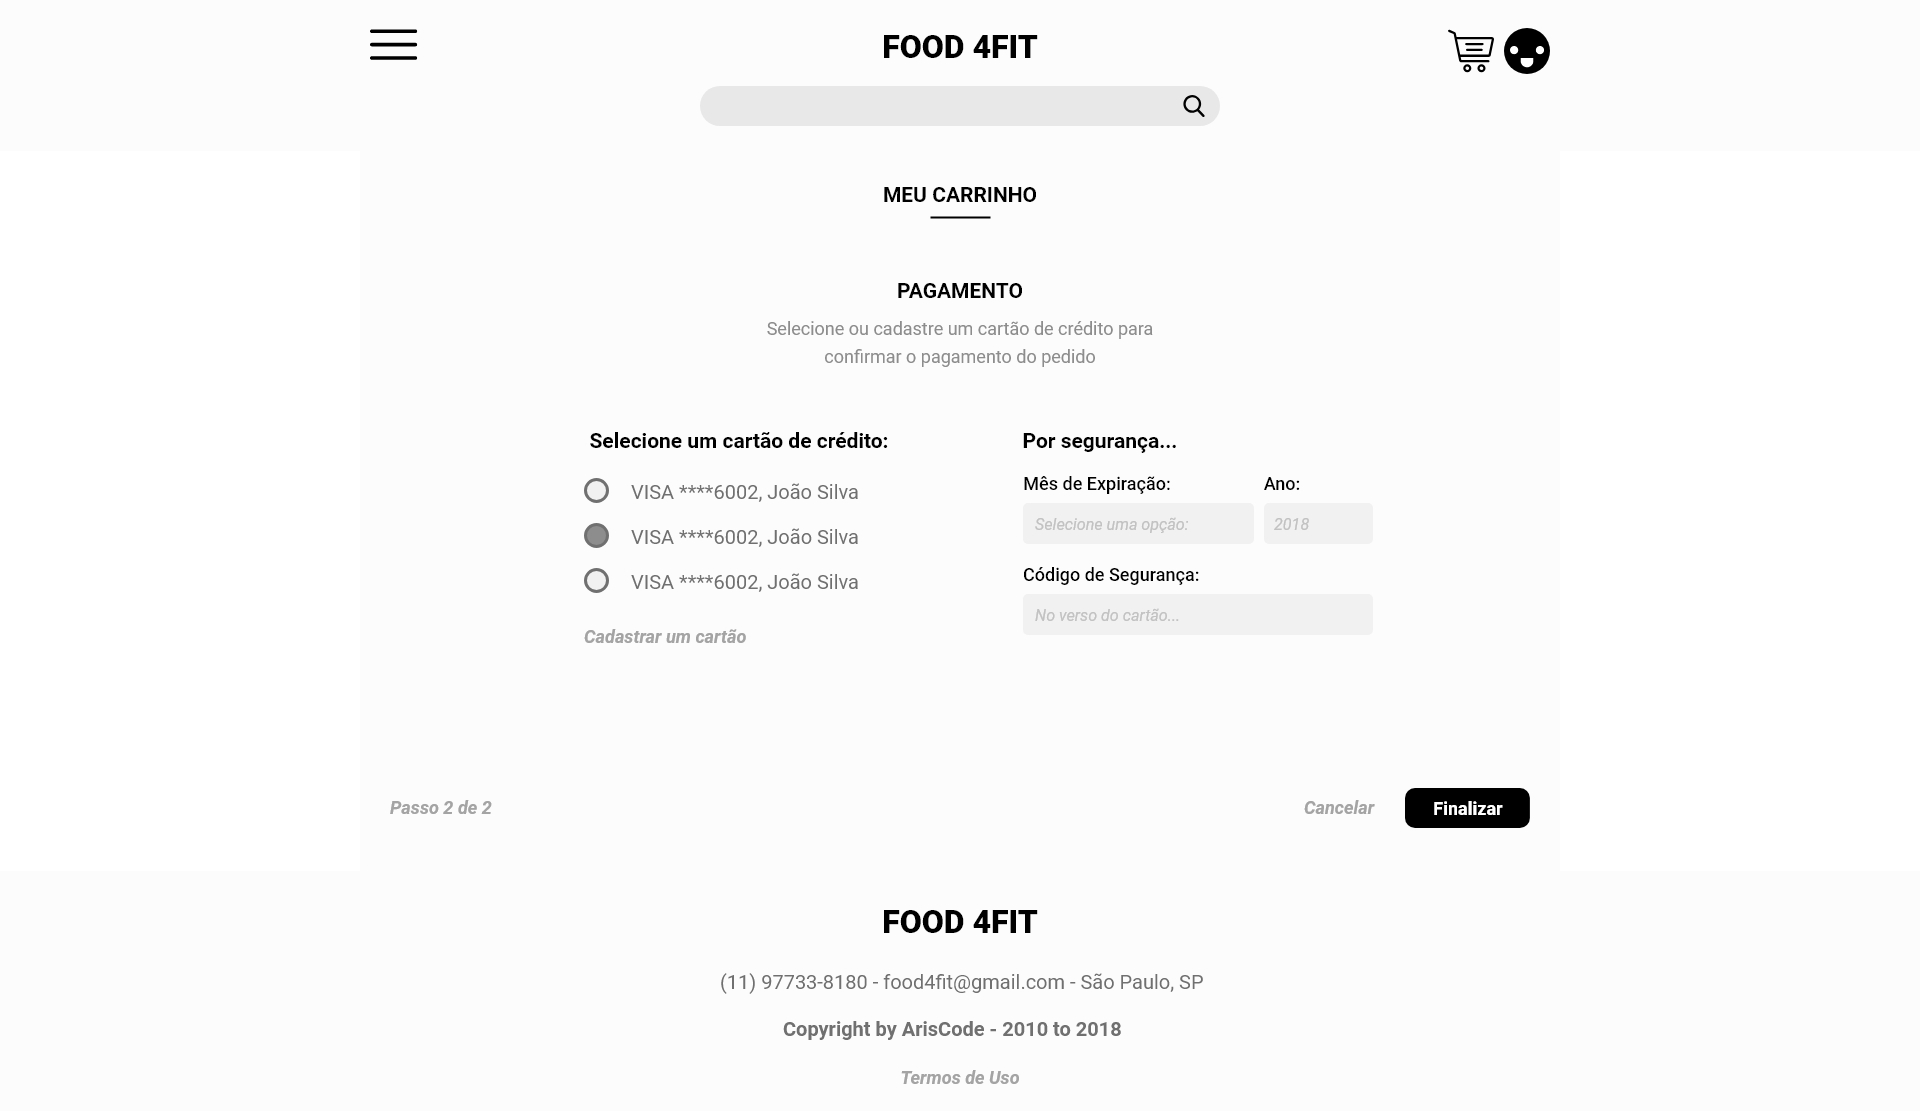 FOOD 4FIT
MEU CARRINHO
PAGAMENTO
Selecione ou cadastre um cartão de crédito para
confirmar o pagamento do pedido
Selecione um cartão de crédito:
VISA ****6002, João Silva
VISA ****6002, João Silva
VISA ****6002, João Silva
Cadastrar um cartão
Por segurança...
Mês de Expiração: Ano:
Selecione uma opção: 2018
Código de Segurança:
No verso do cartão...
Passo 2 de 2 Cancelar Finalizar
FOOD 4FIT
(11) 97733-8180 - food4fit@gmail.com - São Paulo, SP
Copyright by ArisCode - 2010 to 2018
Termos de Uso